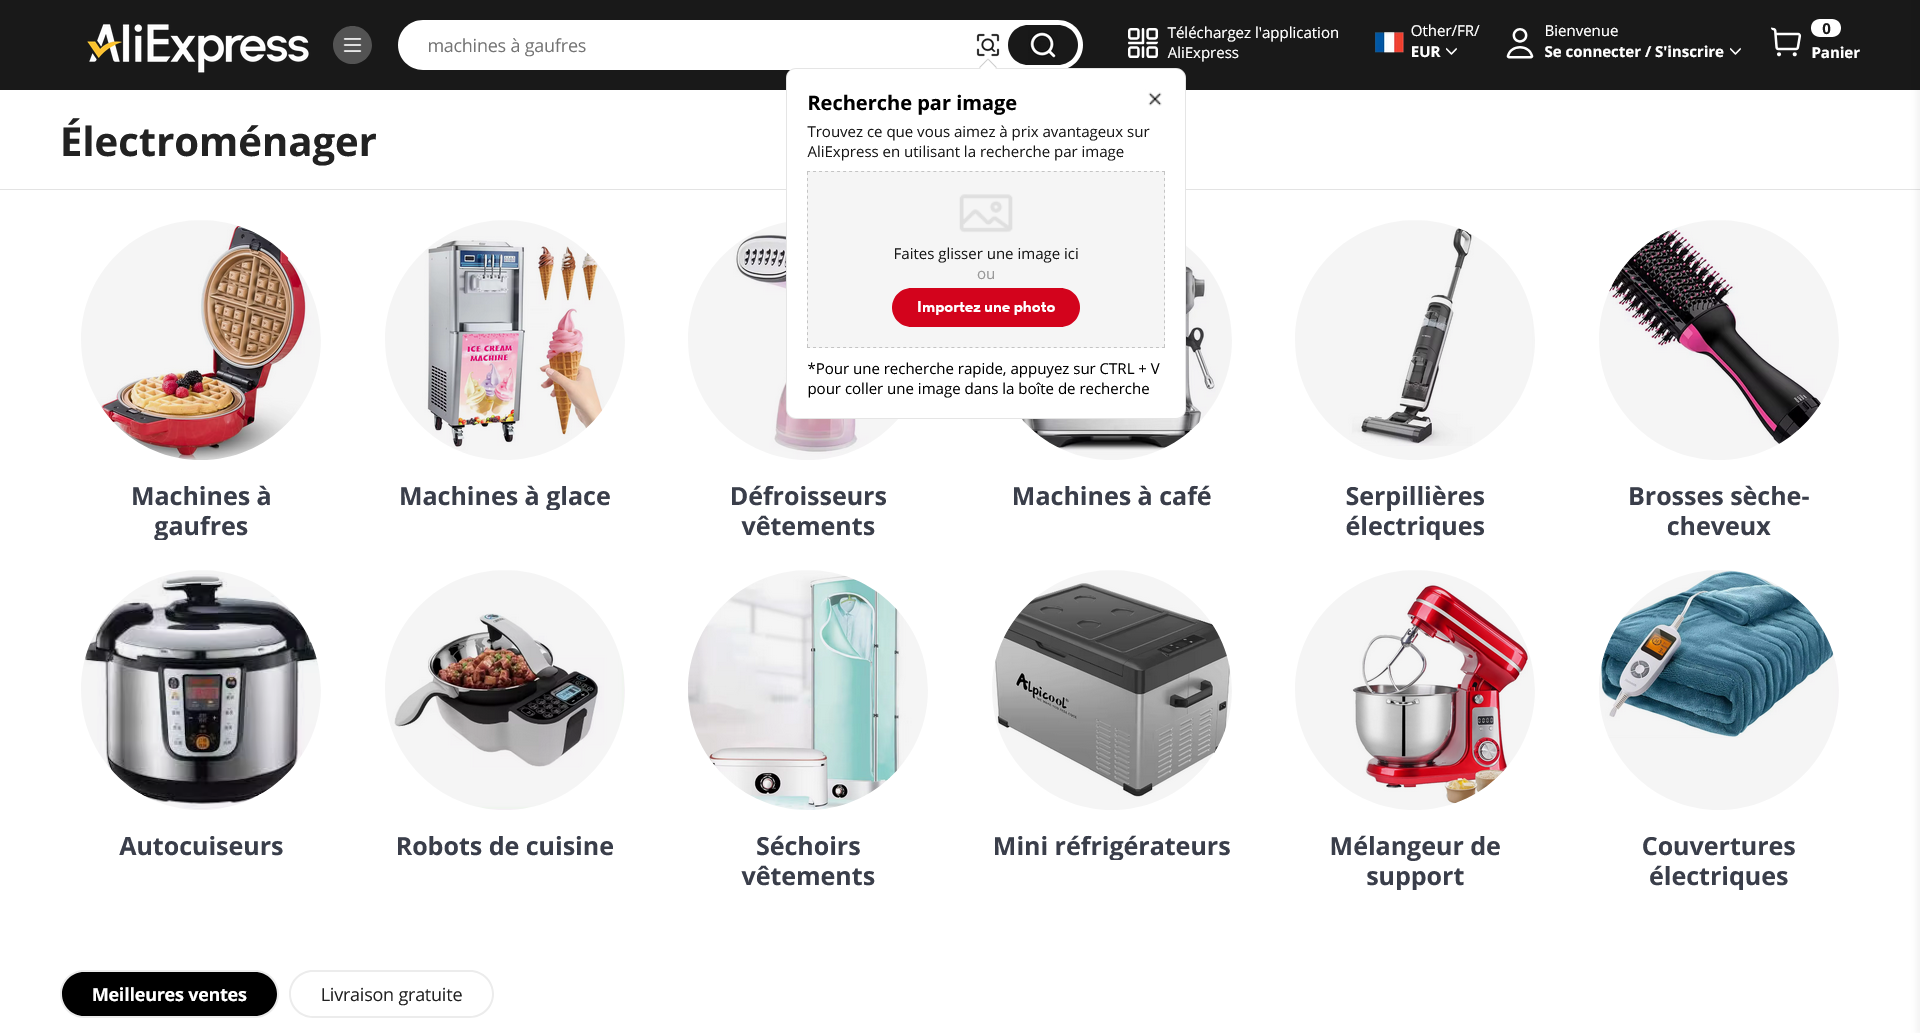 AliExpress
machines à gaufres
Téléchargez l'application
AliExpress
Other/FR/
EUR
Bienvenue
Se connecter / S'inscrire
0
Panier
Recherche par image
Trouvez ce que vous aimez à prix avantageux sur
AliExpress en utilisant la recherche par image
Faites glisser une image ici
ou
Importez une photo
*Pour une recherche rapide, appuyez sur CTRL + V
pour coller une image dans la boîte de recherche
Électroménager
ICE CREAM
MACHINE
Machines à
gaufres
Machines à glace
Défroisseurs
vêtements
Machines à café
Serpillières
électriques
Brosses sèche-
cheveux
Alpicool
Autocuiseurs
Robots de cuisine
Séchoirs
vêtements
Mini réfrigérateurs
Mélangeur de
support
Couvertures
électriques
Meilleures ventes
Livraison gratuite